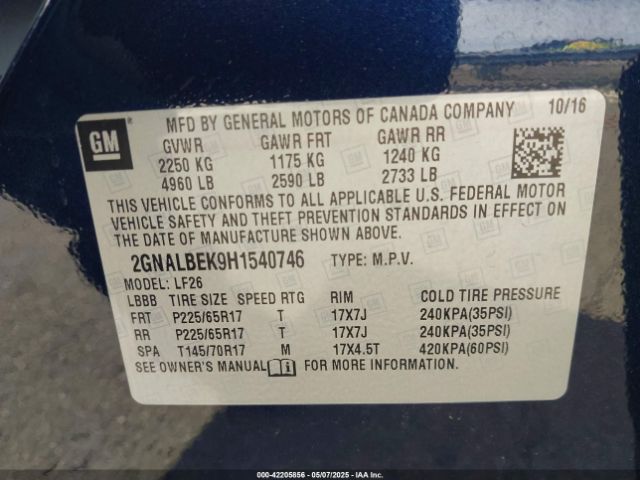 GM
MFD BY GENERAL MOTORS OF CANADA COMPANY 10/16
GVWR GAWR FRT GAWR RR
2250 KG 1175 KG 1240 KG
4960 LB 2590 LB 2733 LB
THIS VEHICLE CONFORMS TO ALL APPLICABLE U.S. FEDERAL MOTOR
VEHICLE SAFETY AND THEFT PREVENTION STANDARDS IN EFFECT ON
THE DATE OF MANUFACTURE SHOWN ABOVE.
2GNALBEK9H1540746 TYPE: M.P.V.
MODEL: LF26
LBBB TIRE SIZE SPEED RTG RIM COLD TIRE PRESSURE
FRT P225/65R17 T 17X7J 240KPA(35PSI)
RR P225/65R17 T 17X7J 240KPA(35PSI)
SPA T145/70R17 M 17X4.5T 420KPA(60PSI)
SEE OWNER'S MANUAL FOR MORE INFORMATION
000-42205856 - 05/07/2025 - IAAI.COM